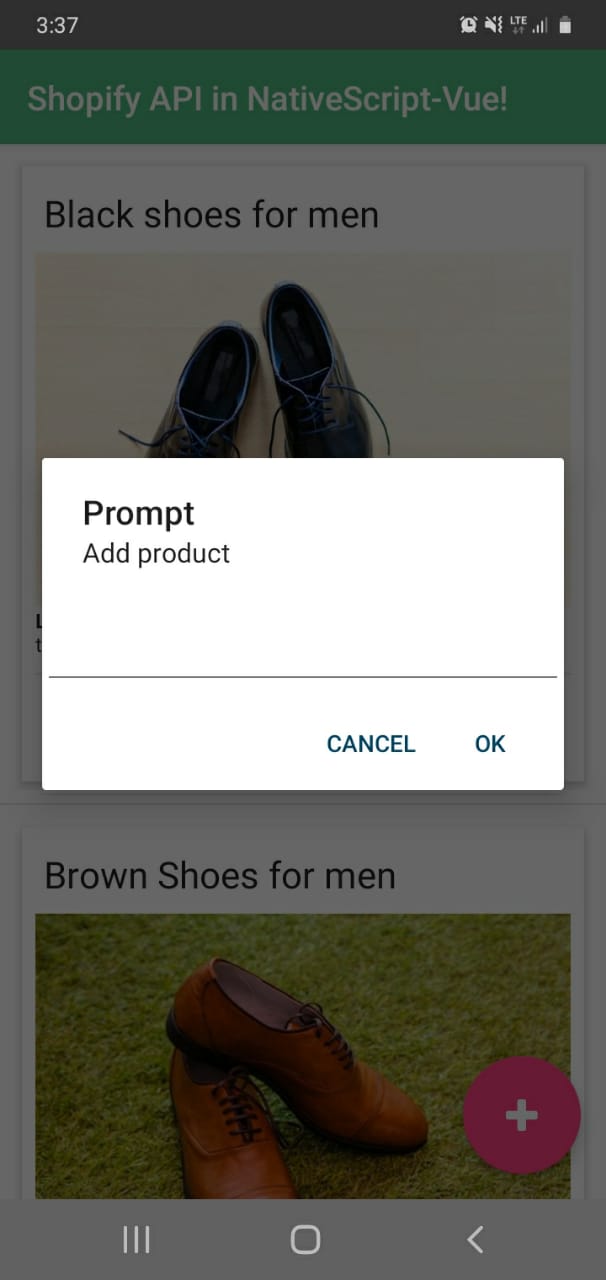 3:37
LTE
Shopify API in NativeScript-Vue!
Black shoes for men
Prompt
Add product
CANCEL OK
Brown Shoes for men